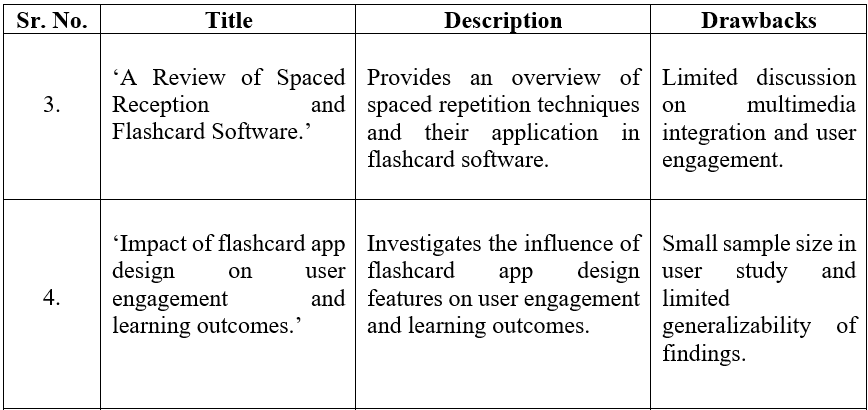 Sr. No. Title Description Drawbacks
3.
‘A Review of Spaced
Reception and
Flashcard Software.’
Provides an overview of
spaced repetition techniques
and their application in
flashcard software.
Limited discussion
on multimedia
integration and user
engagement.
4.
‘Impact of flashcard app
design on user
engagement and
learning outcomes.’
Investigates the influence of
flashcard app design
features on user engagement
and learning outcomes.
Small sample size in
user study and
limited
generalizability of
findings.